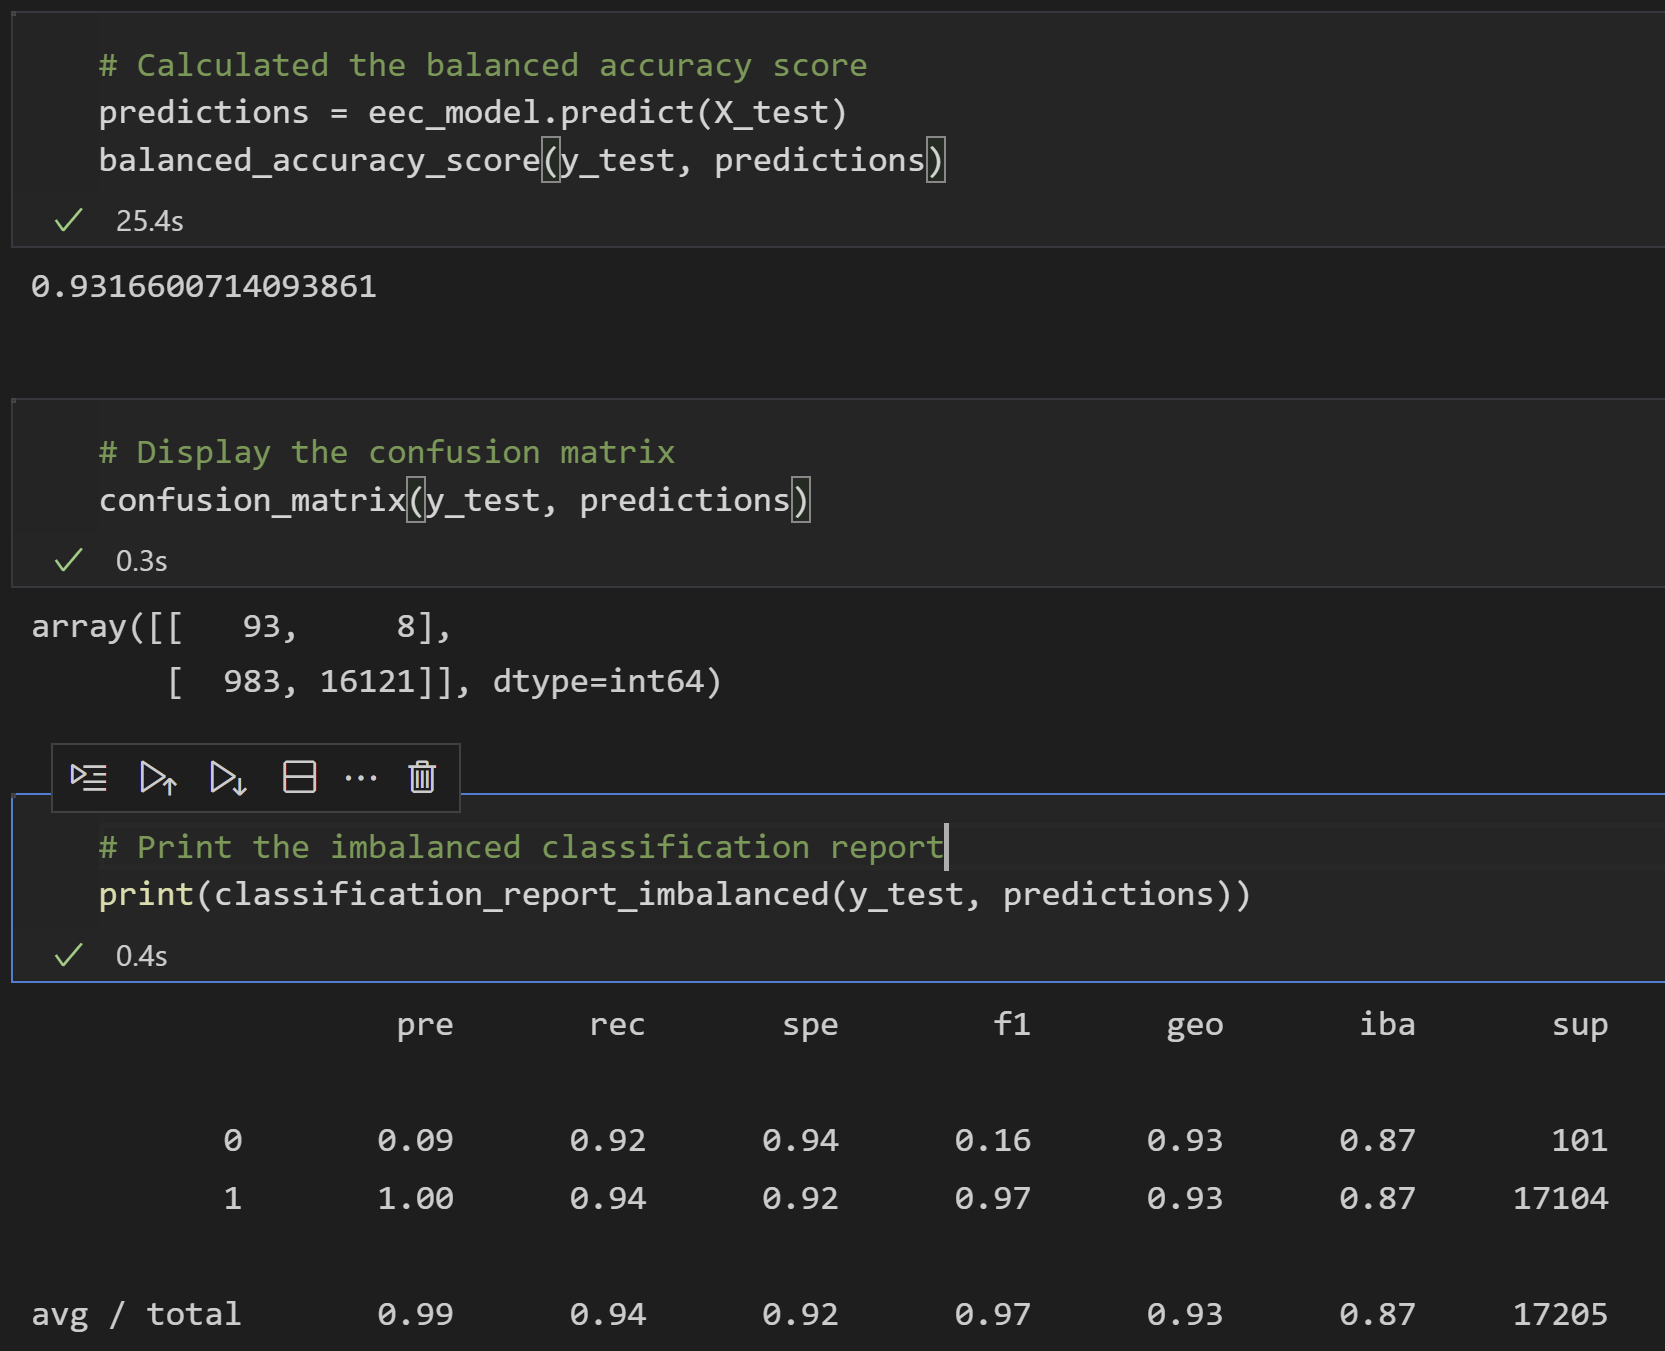 # Calculated the balanced accuracy score
predictions = eec_model.predict(X_test)
balanced_accuracy_score(y_test, predictions)
25.4s
0.9316600714093861
# Display the confusion matrix
confusion_matrix(y_test, predictions)
0.3s
array([[   93,     8],
       [  983, 16121]], dtype=int64)
# Print the imbalanced classification report
print(classification_report_imbalanced(y_test, predictions))
0.4s
pre rec spe f1 geo iba sup
0 0.09 0.92 0.94 0.16 0.93 0.87 101
1 1.00 0.94 0.92 0.97 0.93 0.87 17104
avg / total 0.99 0.94 0.92 0.97 0.93 0.87 17205